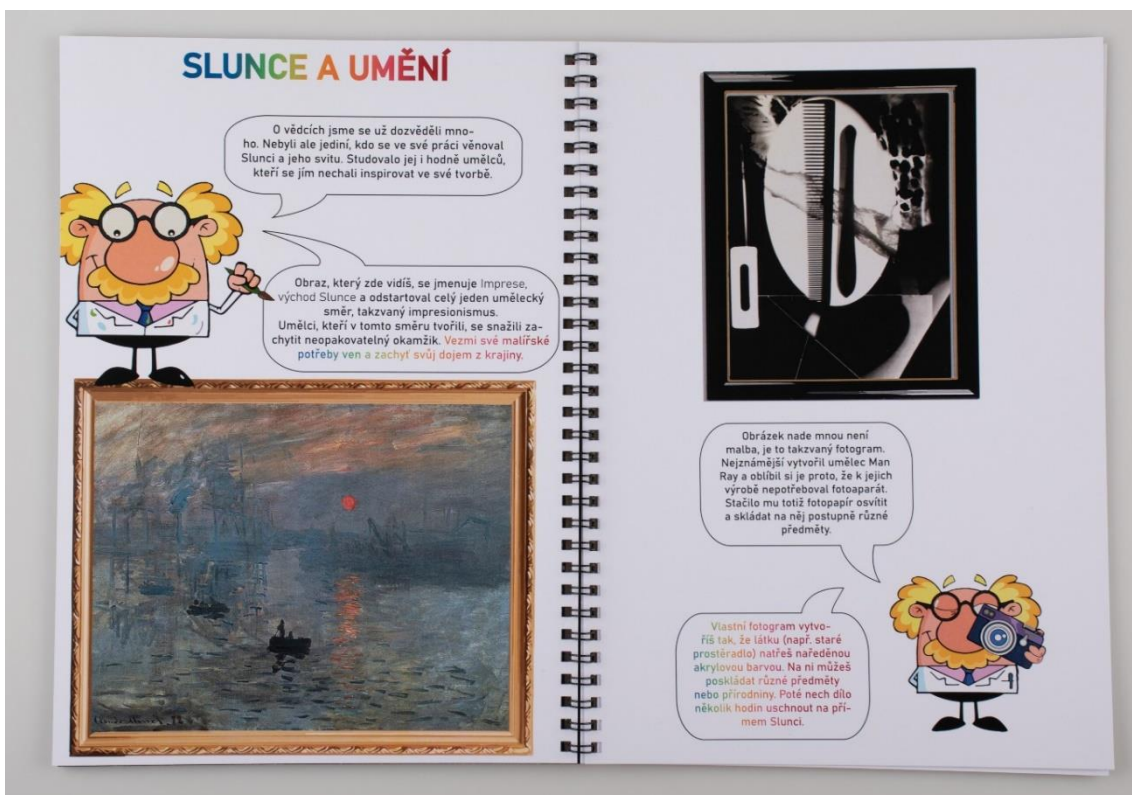 SLUNCE A UMĚNÍ
O vědcích jsme se už dozvěděli mno-
ho. Nebyli ale jediní, kdo se ve své práci věnoval
Slunci a jeho svitu. Studovalo jej i hodně umělců,
kteří se jím nechali inspirovat ve své tvorbě.
Obraz, který zde vidíš, se jmenuje Imprese,
východ Slunce a odstartoval celý jeden umělecký
směr, takzvaný impresionismus.
Umělci, kteří v tomto směru tvořili, se snažili za-
chytit neopakovatelný okamžik. Vezmi své malířské
potřeby ven a zachyť svůj dojem z krajiny.
Obrázek nade mnou není
malba, je to takzvaný fotogram.
Nejznámější vytvořil umělec Man
Ray a oblíbil si je proto, že k jejich
výrobě nepotřeboval fotoaparát.
Stačilo mu totiž fotopapír osvítit
a skládat na něj postupně různé
předměty.
Vlastní fotogram vytvo-
říš tak, že látku (např. staré
prostěradlo) natřeš naředěnou
akrylovou barvou. Na ni můžeš
poskládat různé předměty
nebo přírodniny. Poté nech dílo
několik hodin uschnout na pří-
mem Slunci.